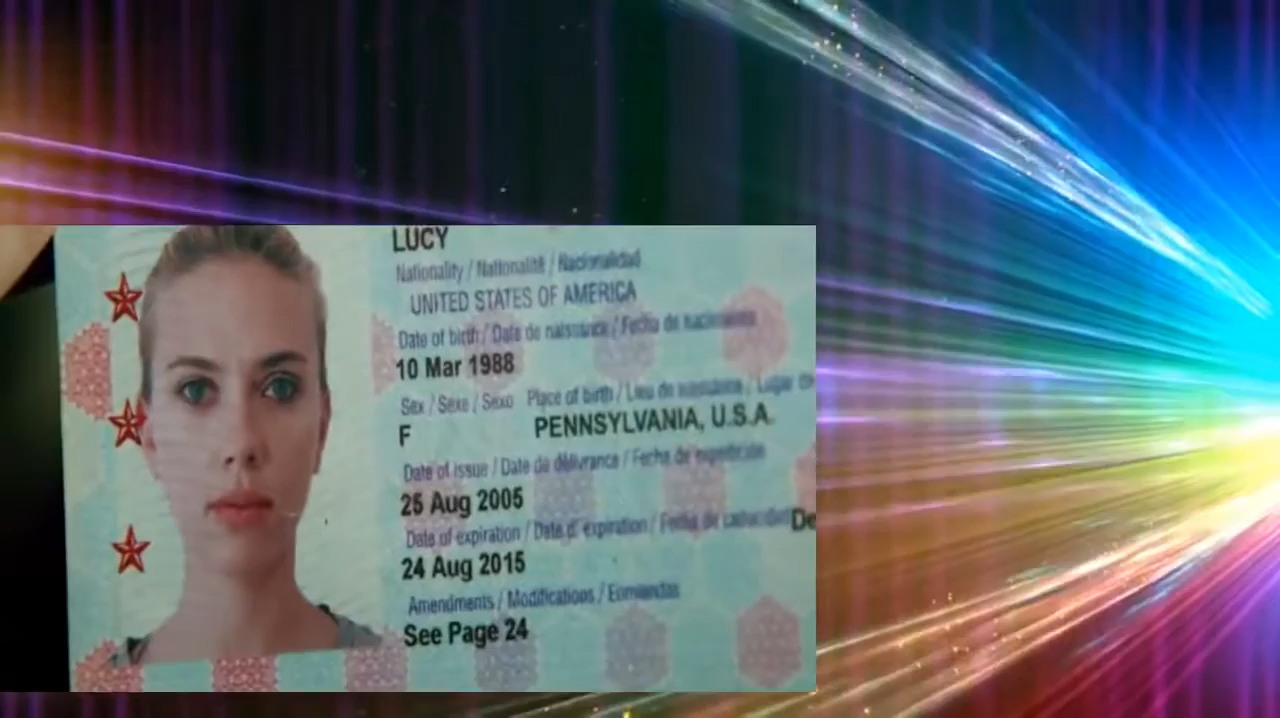 LUCY
Nationality / Nationalité / Nacionalidad
UNITED STATES OF AMERICA
Date of birth / Date de naissance / Fecha de nacimiento
10 Mar 1988
Sex / Sexe / Sexo Place of birth / Lieu de naissance / Lugar de
F PENNSYLVANIA, U.S.A.
Date of issue / Date de délivrance / Fecha de expedición
25 Aug 2005
Date of expiration / Date d' expiration / Fecha de caducidad De
24 Aug 2015
Amendments / Modifications / Enmiendas
See Page 24